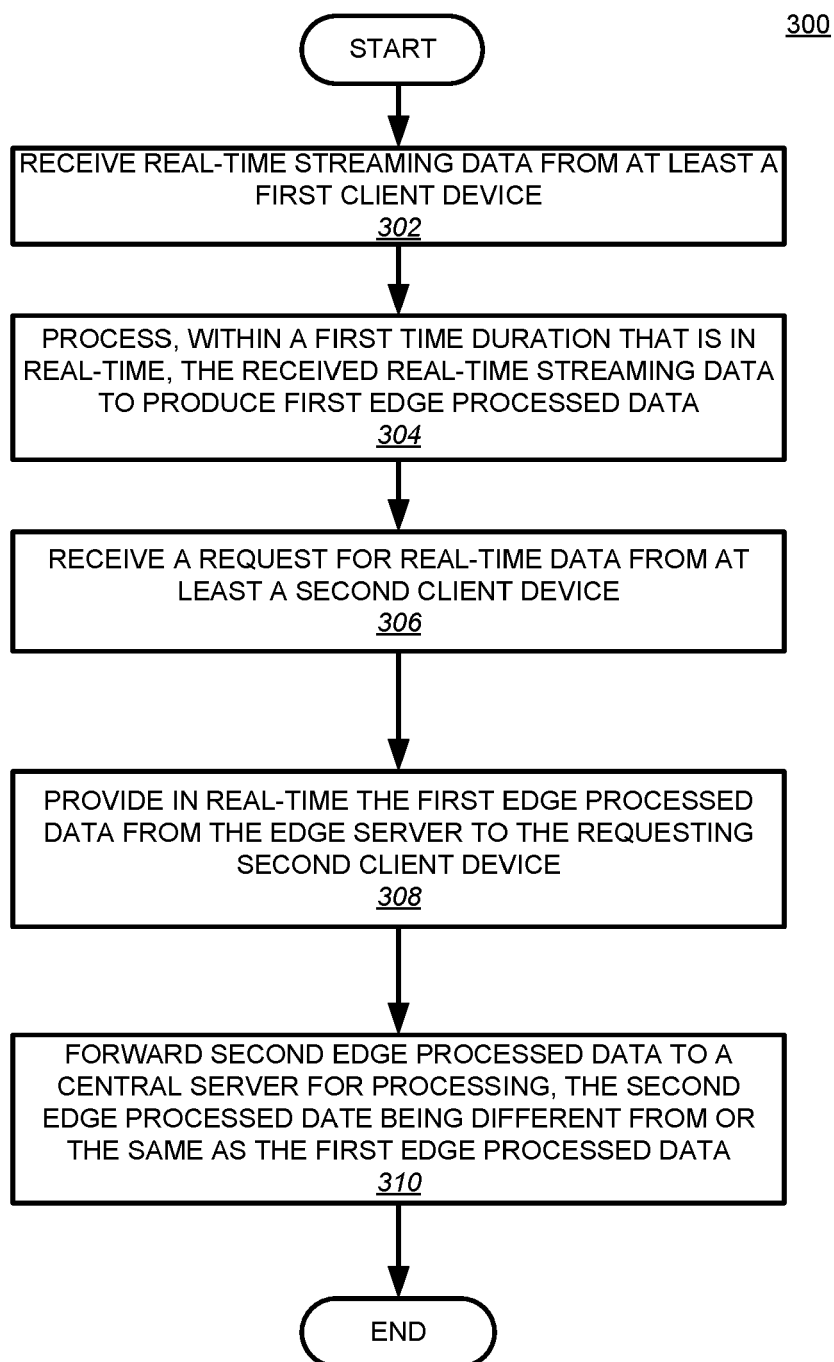 300
START
RECEIVE REAL-TIME STREAMING DATA FROM AT LEAST A
FIRST CLIENT DEVICE
302
PROCESS, WITHIN A FIRST TIME DURATION THAT IS IN
REAL-TIME, THE RECEIVED REAL-TIME STREAMING DATA
TO PRODUCE FIRST EDGE PROCESSED DATA
304
RECEIVE A REQUEST FOR REAL-TIME DATA FROM AT
LEAST A SECOND CLIENT DEVICE
306
PROVIDE IN REAL-TIME THE FIRST EDGE PROCESSED
DATA FROM THE EDGE SERVER TO THE REQUESTING
SECOND CLIENT DEVICE
308
FORWARD SECOND EDGE PROCESSED DATA TO A
CENTRAL SERVER FOR PROCESSING, THE SECOND
EDGE PROCESSED DATE BEING DIFFERENT FROM OR
THE SAME AS THE FIRST EDGE PROCESSED DATA
310
END